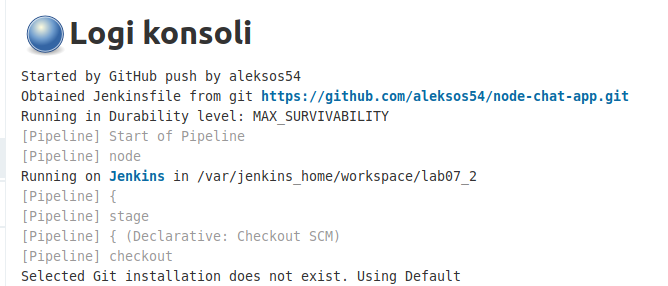 Logi konsoli
Started by GitHub push by aleksos54
Obtained Jenkinsfile from git https://github.com/aleksos54/node-chat-app.git
Running in Durability level: MAX_SURVIVABILITY
[Pipeline] Start of Pipeline
[Pipeline] node
Running on Jenkins in /var/jenkins_home/workspace/lab07_2
[Pipeline] {
[Pipeline] stage
[Pipeline] { (Declarative: Checkout SCM)
[Pipeline] checkout
Selected Git installation does not exist. Using Default